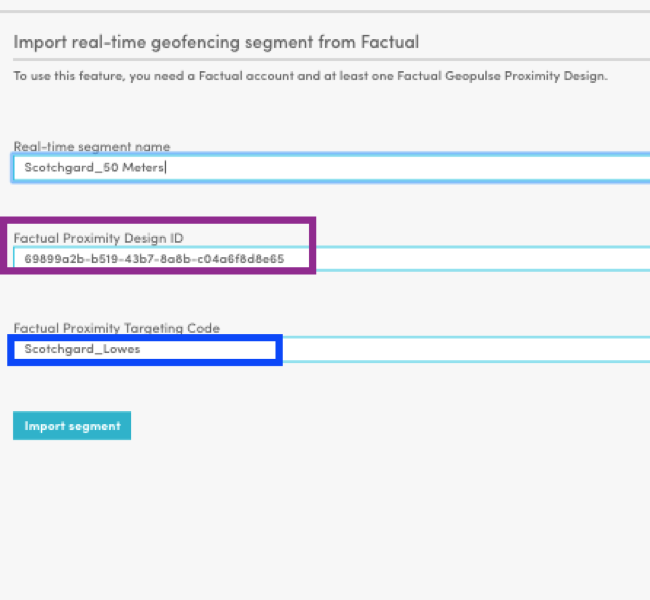 Import real-time geofencing segment from Factual
To use this feature, you need a Factual account and at least one Factual Geopulse Proximity Design.
Real-time segment name
Scotchgard_50 Meters
Factual Proximity Design ID
69899a2b-b519-43b7-8a8b-c04a6f8d8e65
Factual Proximity Targeting Code
Scotchgard_Lowes
Import segment